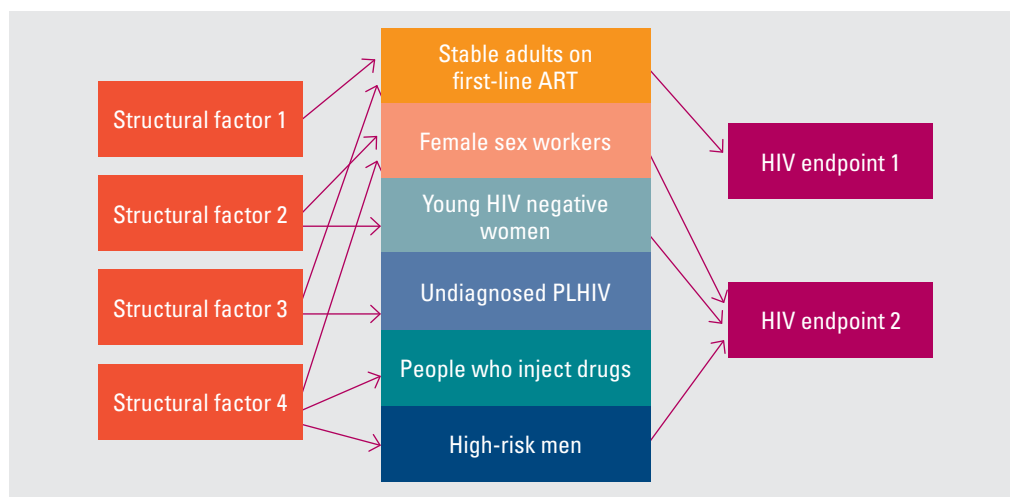 Structural factor 1
Structural factor 2
Structural factor 3
Structural factor 4
Stable adults on
first-line ART
Female sex workers
Young HIV negative
women
Undiagnosed PLHIV
People who inject drugs
High-risk men
HIV endpoint 1
HIV endpoint 2